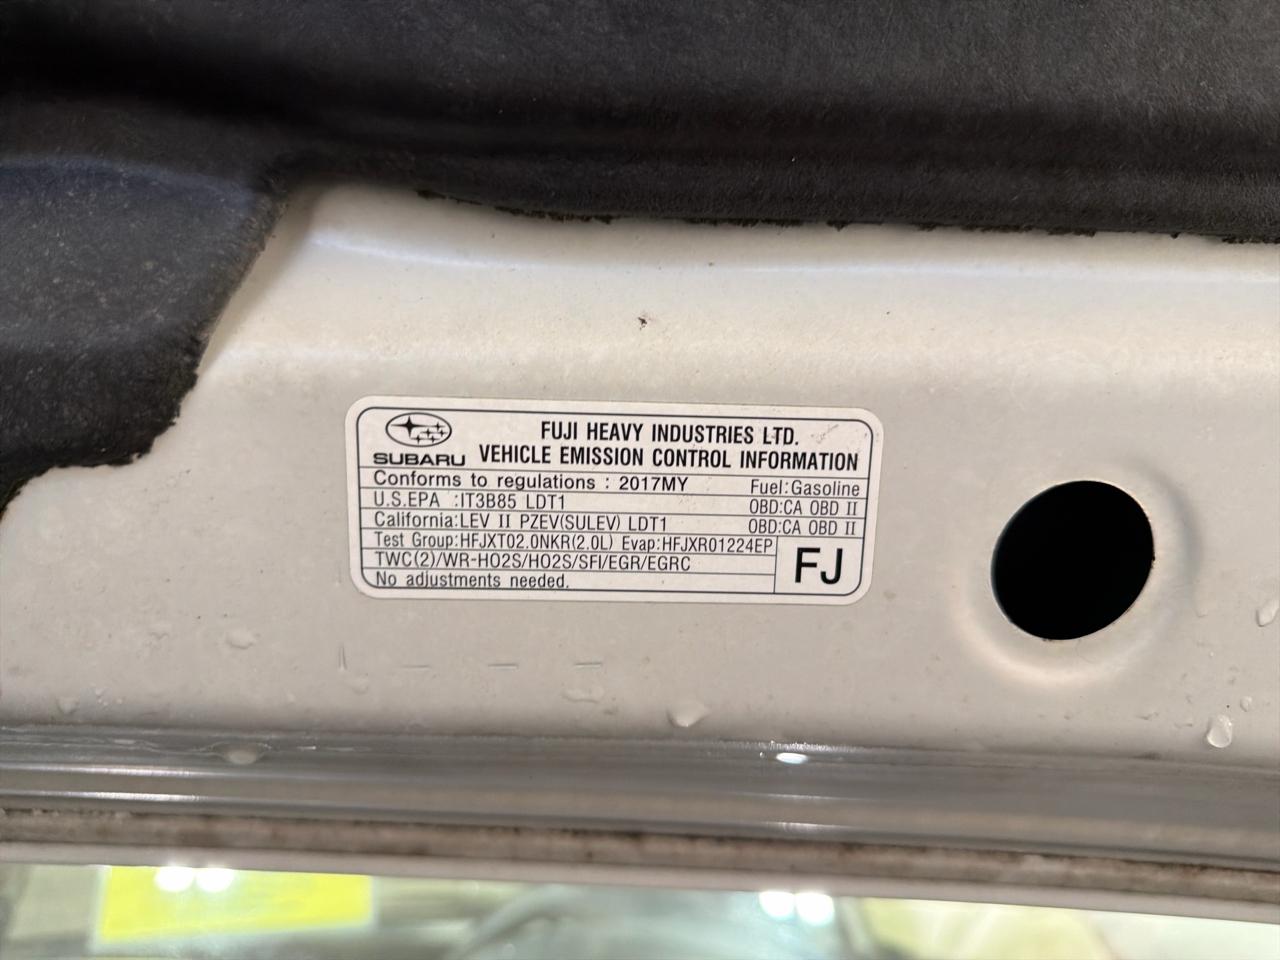 FUJI HEAVY INDUSTRIES LTD.
SUBARU VEHICLE EMISSION CONTROL INFORMATION
Conforms to regulations : 2017MY Fuel:Gasoline
U.S.EPA :IT3B85 LDT1 OBD:CA OBD II
California:LEV II PZEV(SULEV) LDT1 OBD:CA OBD II
Test Group:HFJXT02.0NKR(2.0L) Evap:HFJXR01224EP
TWC(2)/WR-HO2S/HO2S/SFI/EGR/EGRC
FJ
No adjustments needed.